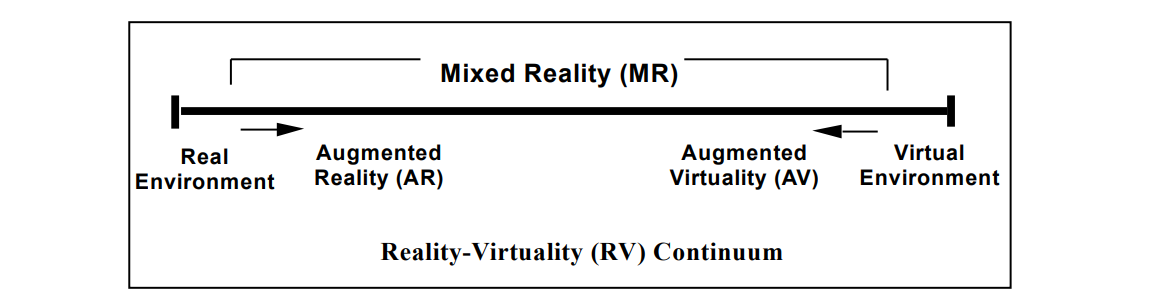 Mixed Reality (MR)
Real
Environment
Augmented
Reality (AR)
Augmented
Virtuality (AV)
Virtual
Environment
Reality-Virtuality (RV) Continuum